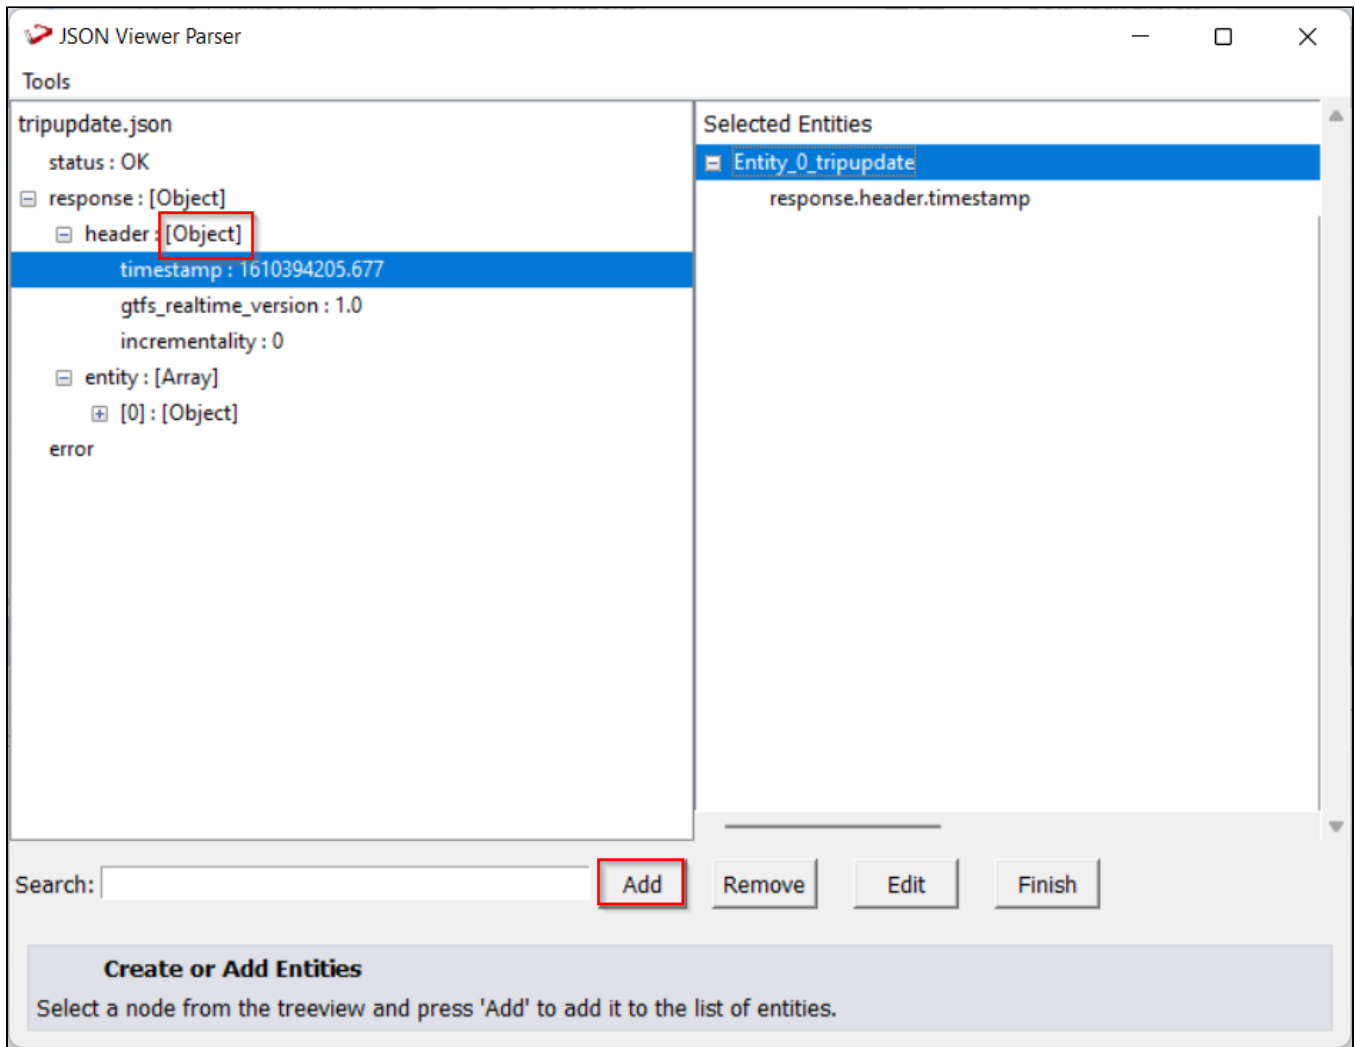 JSON Viewer Parser
Tools
tripupdate.json
status : OK
response : [Object]
header : [Object]
timestamp : 1610394205.677
gtfs_realtime_version : 1.0
incrementality : 0
entity : [Array]
[0] : [Object]
error
Selected Entities
Entity_0_tripupdate
response.header.timestamp
Search:
Add
Remove
Edit
Finish
Create or Add Entities
Select a node from the treeview and press 'Add' to add it to the list of entities.